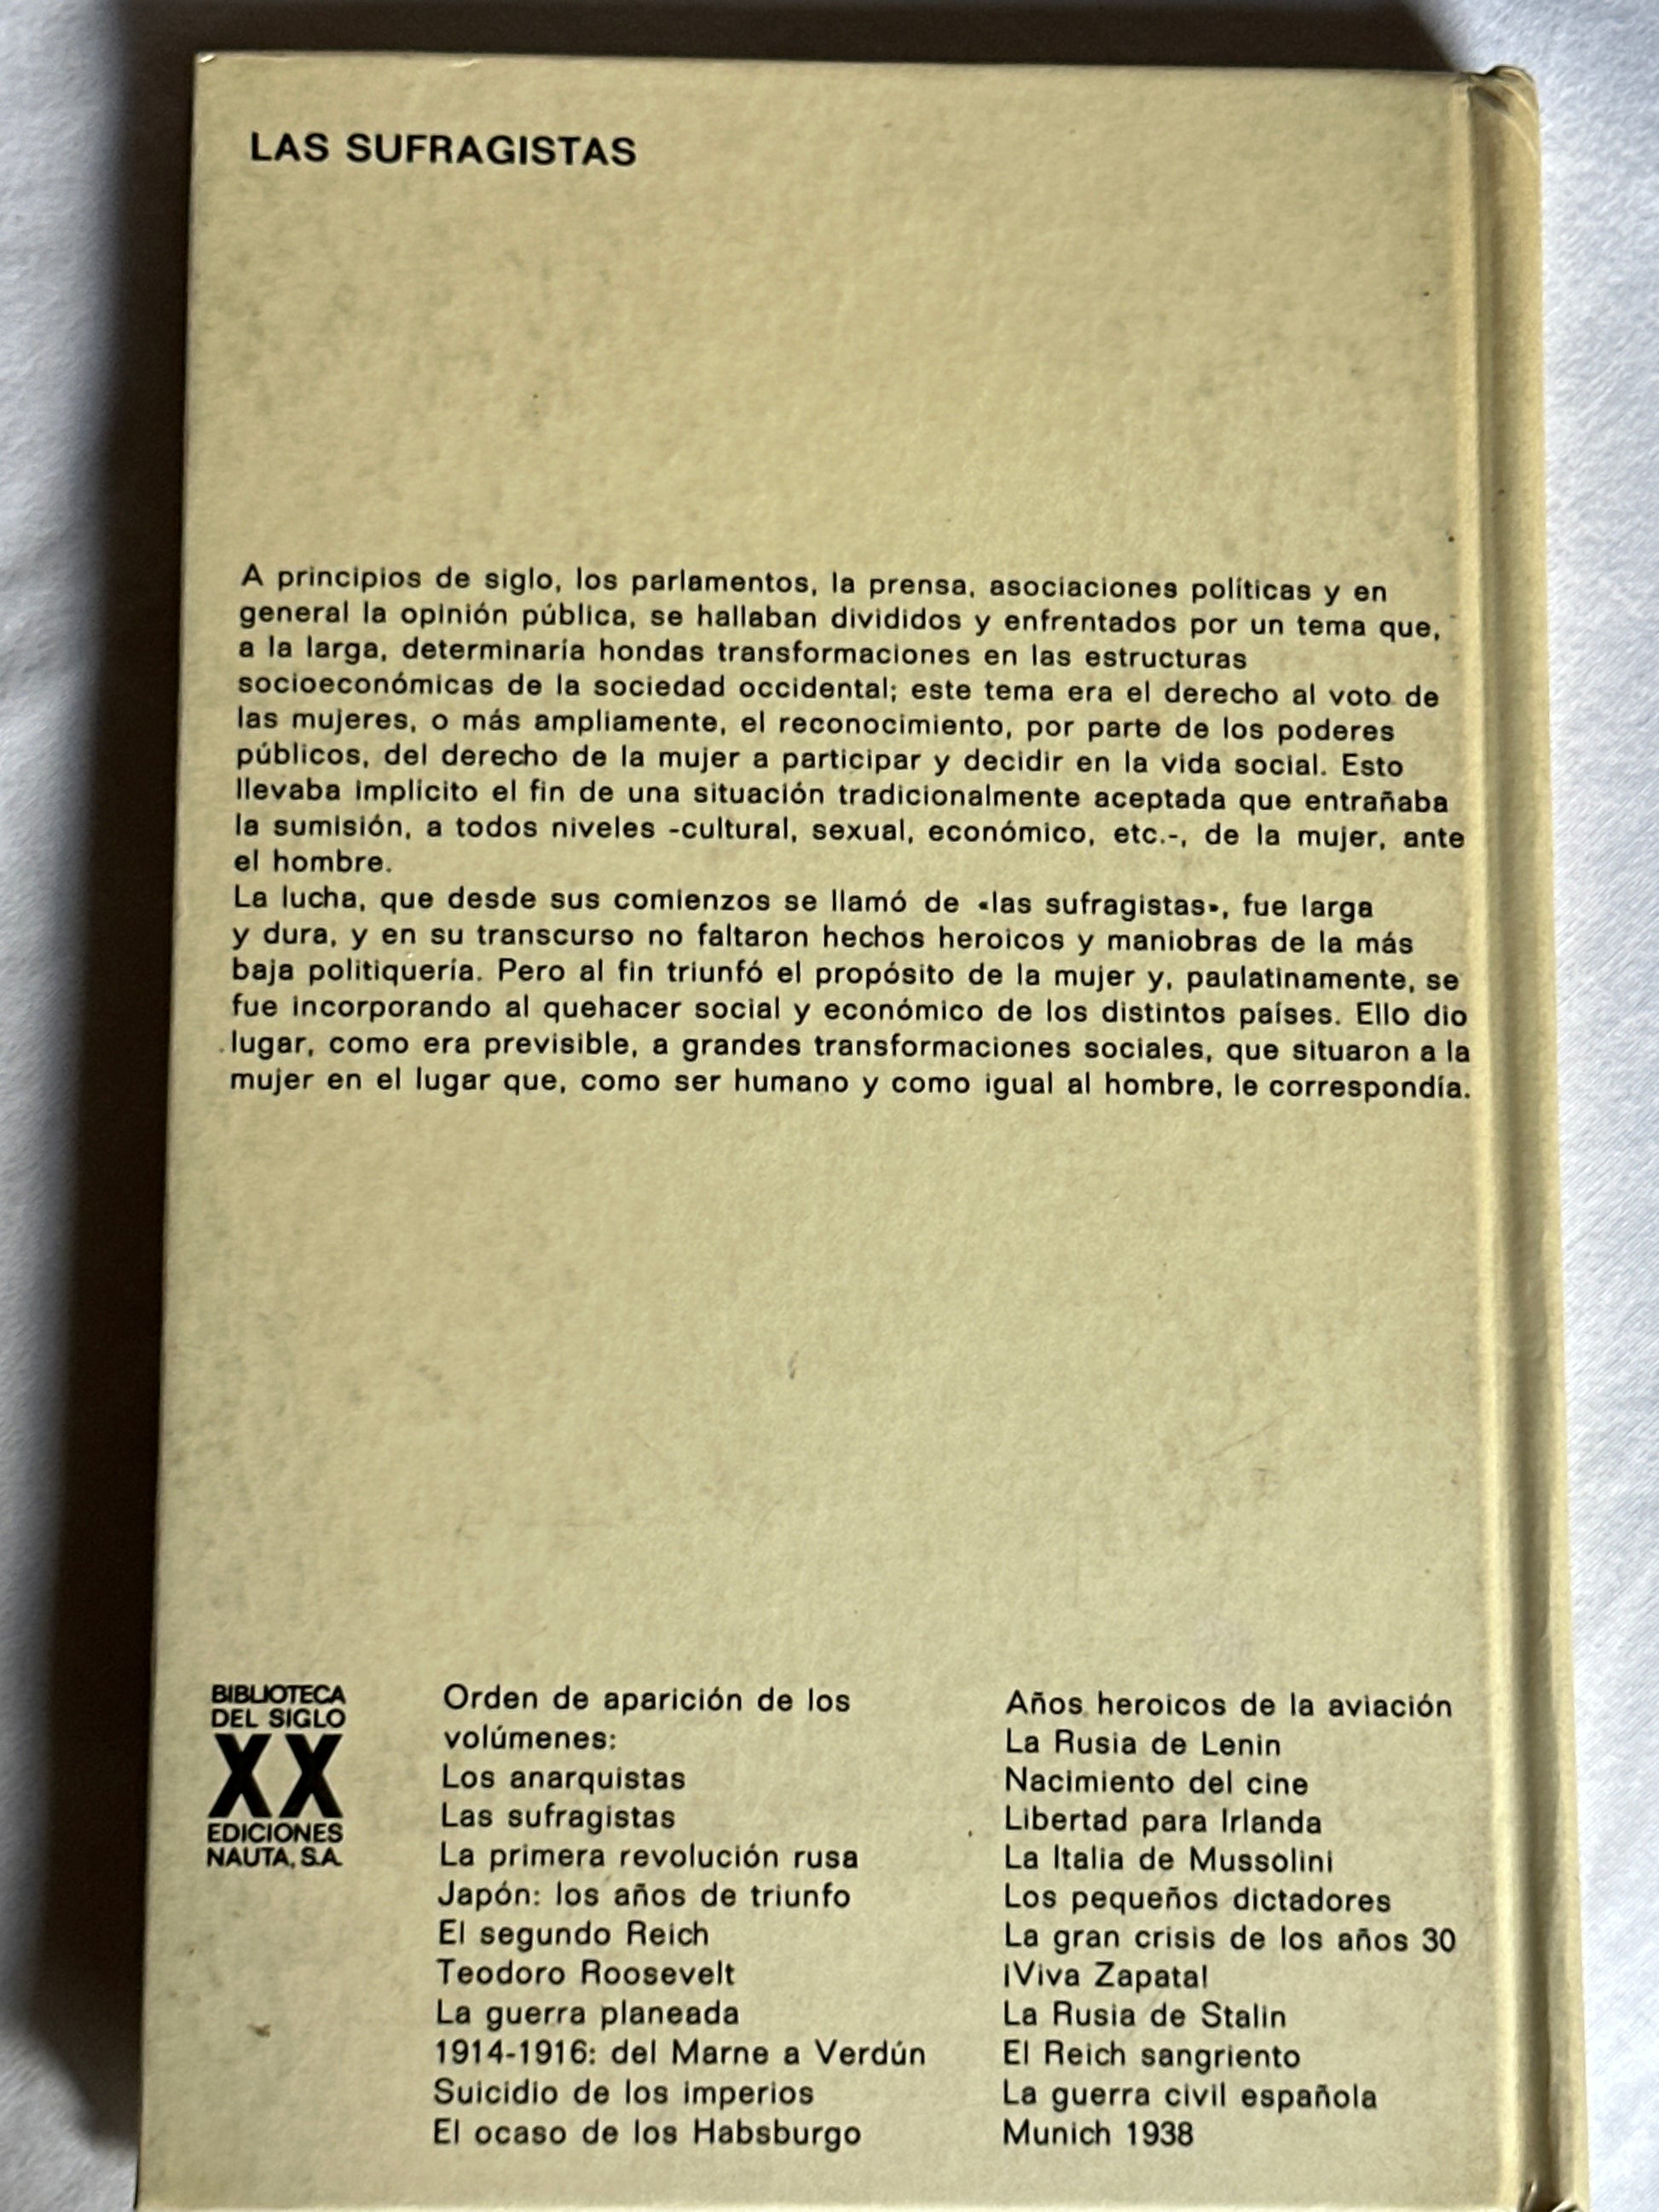 LAS SUFRAGISTAS
A principios de siglo, los parlamentos, la prensa, asociaciones políticas y en
general la opinión pública, se hallaban divididos y enfrentados por un tema que,
a la larga, determinaría hondas transformaciones en las estructuras
socioeconómicas de la sociedad occidental; este tema era el derecho al voto de
las mujeres, o más ampliamente, el reconocimiento, por parte de los poderes
públicos, del derecho de la mujer a participar y decidir en la vida social. Esto
llevaba implícito el fin de una situación tradicionalmente aceptada que entrañaba
la sumisión, a todos niveles -cultural, sexual, económico, etc.-, de la mujer, ante
el hombre.
La lucha, que desde sus comienzos se llamó de «las sufragistas», fue larga
y dura, y en su transcurso no faltaron hechos heroicos y maniobras de la más
baja politiquería. Pero al fin triunfó el propósito de la mujer y, paulatinamente, se
fue incorporando al quehacer social y económico de los distintos países. Ello dio
lugar, como era previsible, a grandes transformaciones sociales, que situaron a la
mujer en el lugar que, como ser humano y como igual al hombre, le correspondía.
BIBLIOTECA
DEL SIGLO
XX
EDICIONES
NAUTA, S.A.
Orden de aparición de los
volúmenes:
Los anarquistas
Las sufragistas
La primera revolución rusa
Japón: los años de triunfo
El segundo Reich
Teodoro Roosevelt
La guerra planeada
1914-1916: del Marne a Verdún
Suicidio de los imperios
El ocaso de los Habsburgo
Años heroicos de la aviación
La Rusia de Lenin
Nacimiento del cine
Libertad para Irlanda
La Italia de Mussolini
Los pequeños dictadores
La gran crisis de los años 30
¡Viva Zapata!
La Rusia de Stalin
El Reich sangriento
La guerra civil española
Munich 1938